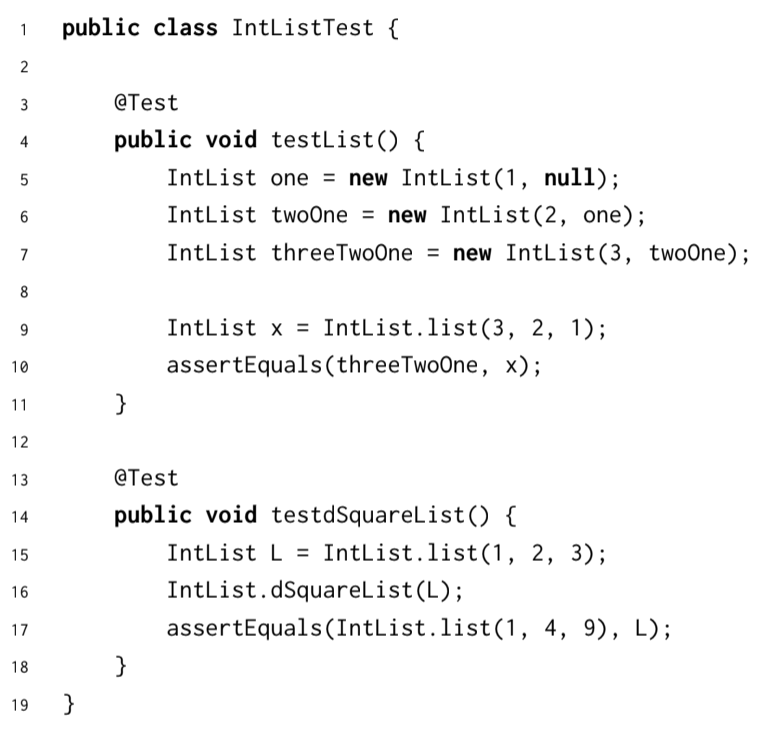 1 public class IntListTest {
2
3 @Test
4 public void testList() {
5 IntList one = new IntList(1, null);
6 IntList twoOne = new IntList(2, one);
7 IntList threeTwoOne = new IntList(3, twoOne);
8
9 IntList x = IntList.list(3, 2, 1);
10 assertEquals(threeTwoOne, x);
11 }
12
13 @Test
14 public void testdSquareList() {
15 IntList L = IntList.list(1, 2, 3);
16 IntList.dSquareList(L);
17 assertEquals(IntList.list(1, 4, 9), L);
18 }
19 }